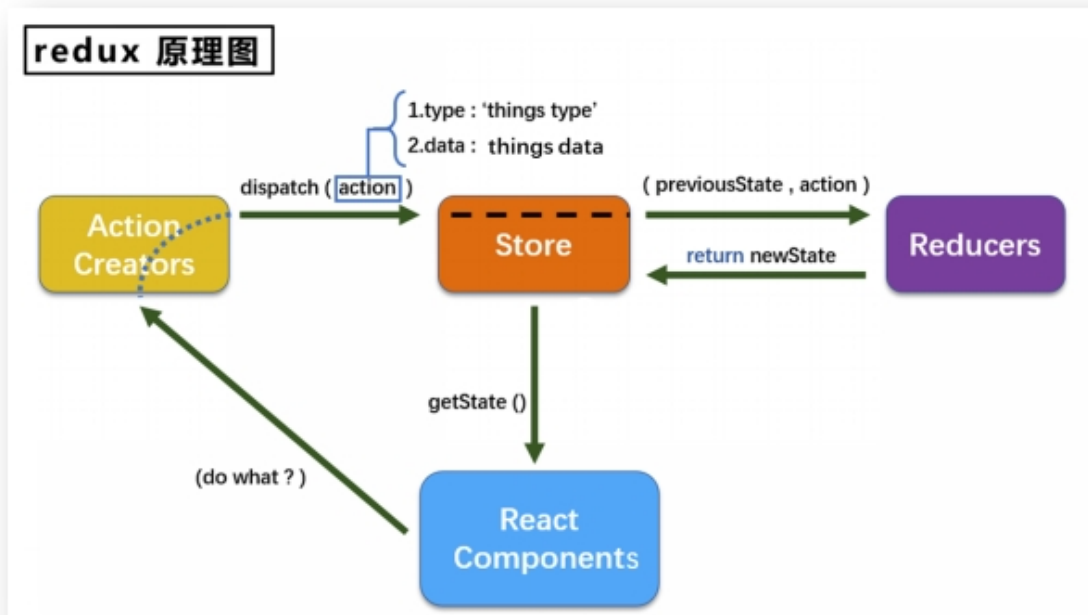 redux 原理图
1.type : ‘things type’
2.data : things data
dispatch ( action )
( previousState , action )
Action
Creators
Store
Reducers
return newState
getState ()
(do what ? )
React
Components